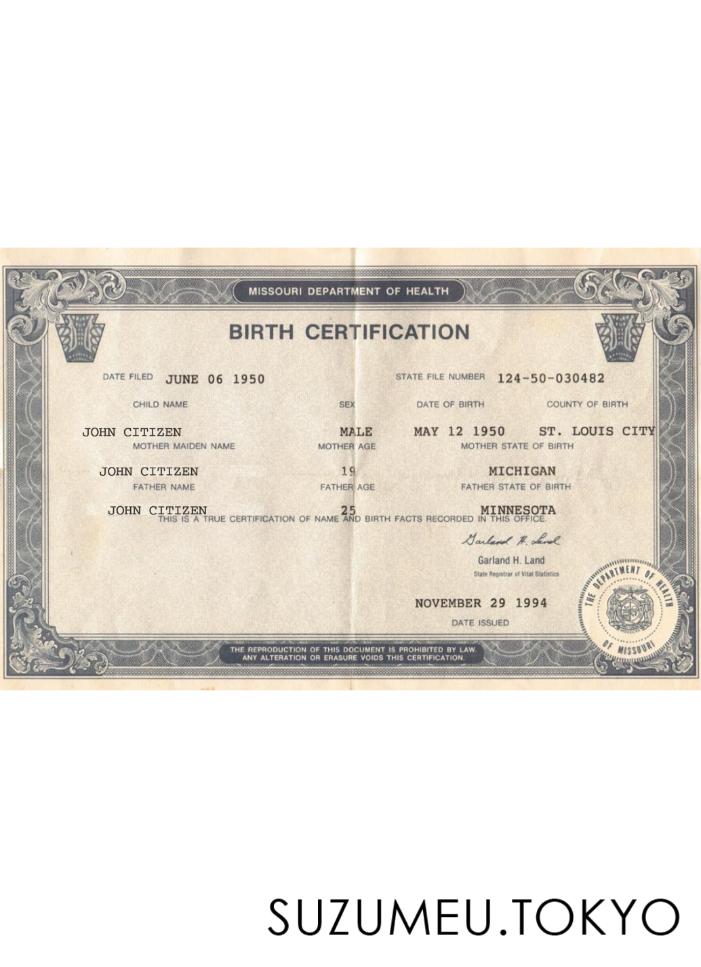 MISSOURI DEPARTMENT OF HEALTH
BIRTH CERTIFICATION
DATE FILED JUNE 06 1950 STATE FILE NUMBER 124-50-030482
CHILD NAME SEX DATE OF BIRTH COUNTY OF BIRTH
JOHN CITIZEN MALE MAY 12 1950 ST. LOUIS CITY
MOTHER MAIDEN NAME MOTHER AGE MOTHER STATE OF BIRTH
JOHN CITIZEN 19 MICHIGAN
FATHER NAME FATHER AGE FATHER STATE OF BIRTH
JOHN CITIZEN 25 MINNESOTA
THIS IS A TRUE CERTIFICATION OF NAME AND BIRTH FACTS RECORDED IN THIS OFFICE.
Garland H. Land
Garland H. Land
State Registrar of Vital Statistics
NOVEMBER 29 1994
DATE ISSUED
THE DEPARTMENT OF HEALTH
OF MISSOURI
THE REPRODUCTION OF THIS DOCUMENT IS PROHIBITED BY LAW.
ANY ALTERATION OR ERASURE VOIDS THIS CERTIFICATION.
SUZUMEU.TOKYO